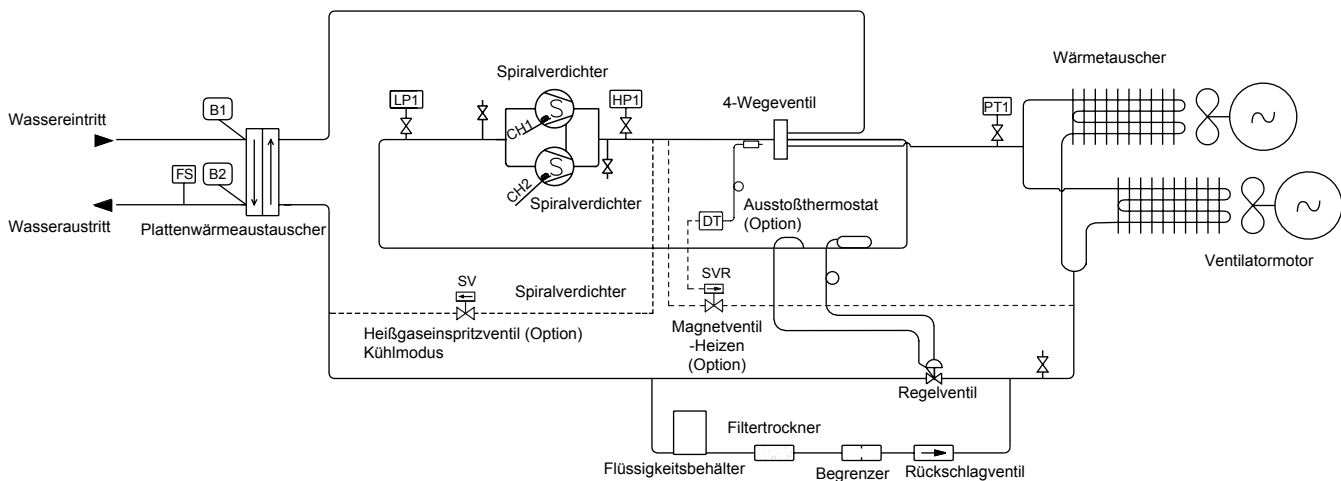 Spiralverdichter
Wärmetauscher
LP1
HP1
4-Wegeventil
PT1
B1
Wassereintritt
CH1
FS
B2
CH2
Spiralverdichter
DT
Ausstoßthermostat
(Option)
Wasseraustritt
Plattenwärmeaustauscher
Ventilatormotor
SV
Spiralverdichter
SVR
Heißgaseinspritzventil (Option)
Kühlmodus
Magnetventil
-Heizen
(Option)
Regelventil
Filtertrockner
Flüssigkeitsbehälter
Begrenzer
Rückschlagventil
S
S